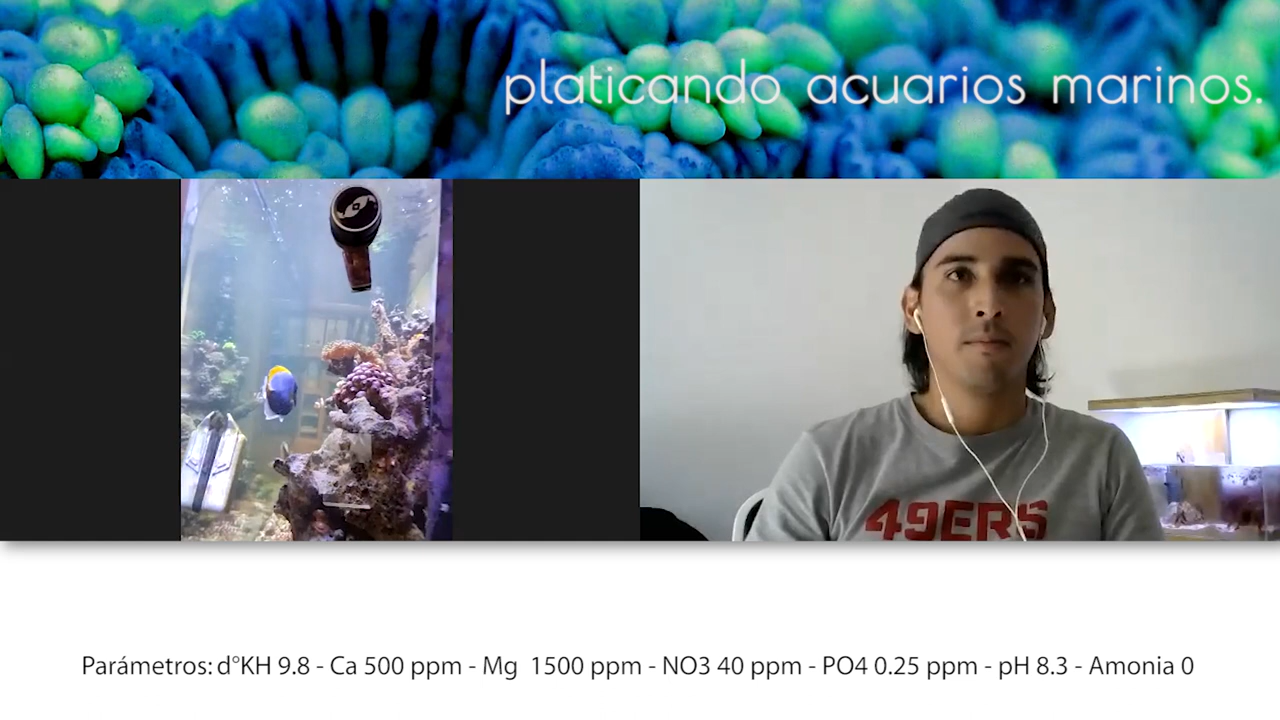 platicando acuarios marinos.
49ERS
Parámetros: d°KH 9.8 - Ca 500 ppm - Mg 1500 ppm - NO3 40 ppm - PO4 0.25 ppm - pH 8.3 - Amonia 0